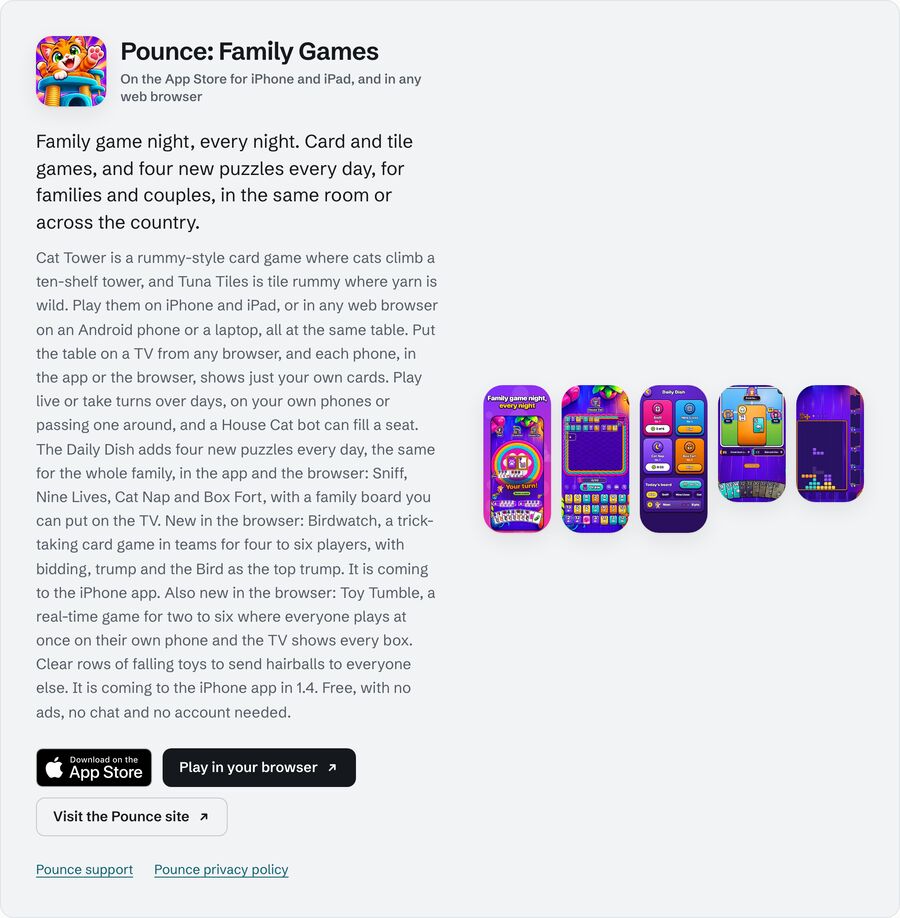 Pounce: Family Games
On the App Store for iPhone and iPad, and in any
web browser
Family game night, every night. Card and tile
games, and four new puzzles every day, for
families and couples, in the same room or
across the country.
Cat Tower is a rummy-style card game where cats climb a
ten-shelf tower, and Tuna Tiles is tile rummy where yarn is
wild. Play them on iPhone and iPad, or in any web browser
on an Android phone or a laptop, all at the same table. Put
the table on a TV from any browser, and each phone, in
the app or the browser, shows just your own cards. Play
live or take turns over days, on your own phones or
passing one around, and a House Cat bot can fill a seat.
The Daily Dish adds four new puzzles every day, the same
for the whole family, in the app and the browser: Sniff,
Nine Lives, Cat Nap and Box Fort, with a family board you
can put on the TV. New in the browser: Birdwatch, a trick-
taking card game in teams for four to six players, with
bidding, trump and the Bird as the top trump. It is coming
to the iPhone app. Also new in the browser: Toy Tumble, a
real-time game for two to six where everyone plays at
once on their own phone and the TV shows every box.
Clear rows of falling toys to send hairballs to everyone
else. It is coming to the iPhone app in 1.4. Free, with no
ads, no chat and no account needed.
Family game night,
every night
Your turn!
Daily Dish
Today's board
Download on the
App Store
Play in your browser ↗
Visit the Pounce site ↗
Pounce support
Pounce privacy policy